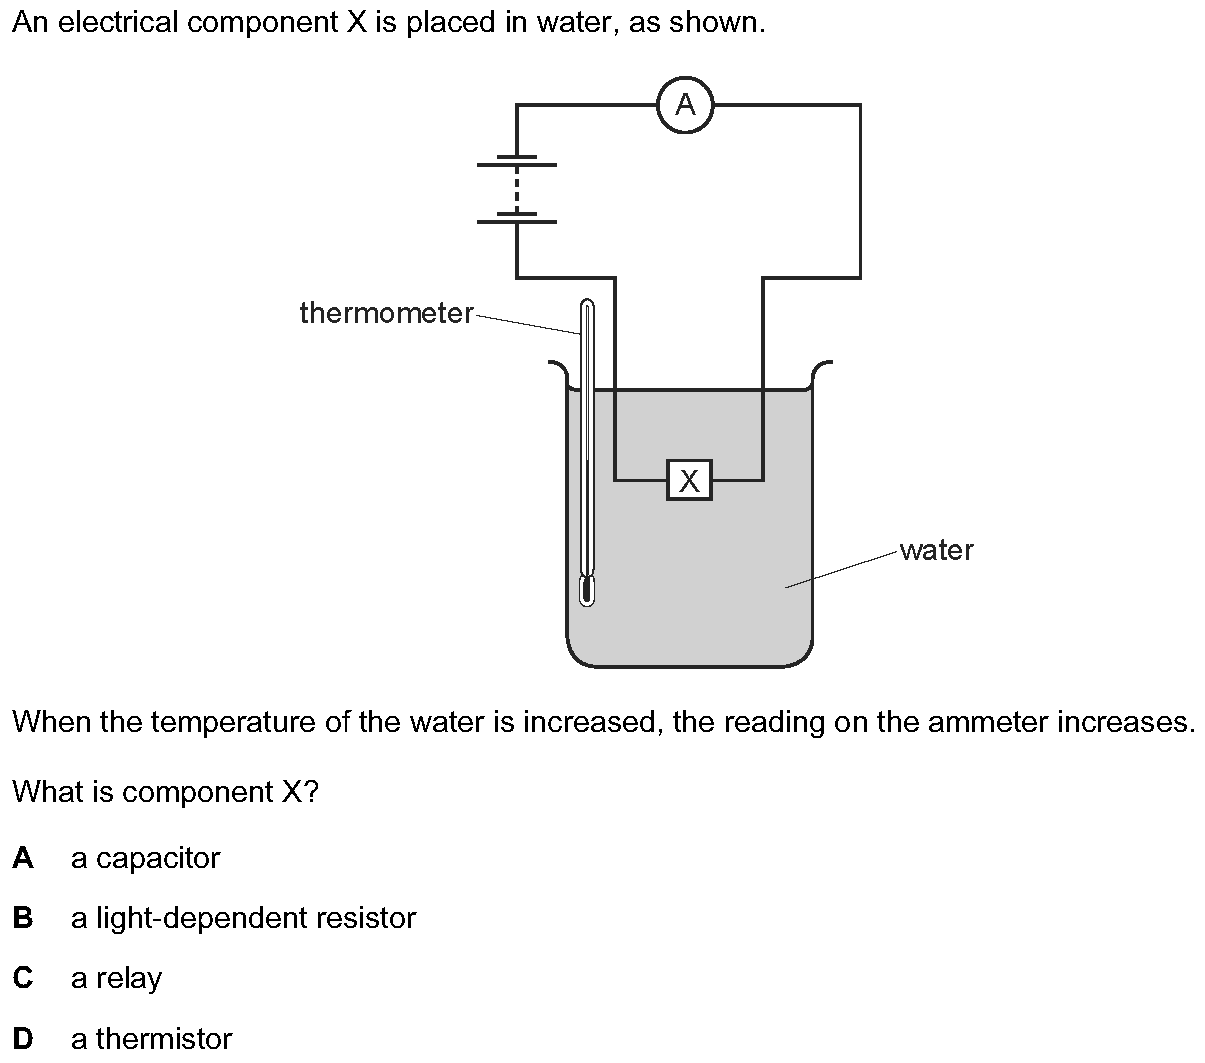 An electrical component X is placed in water, as shown.
A
thermometer
X
water
When the temperature of the water is increased, the reading on the ammeter increases.
What is component X?
A a capacitor
B a light-dependent resistor
C a relay
D a thermistor